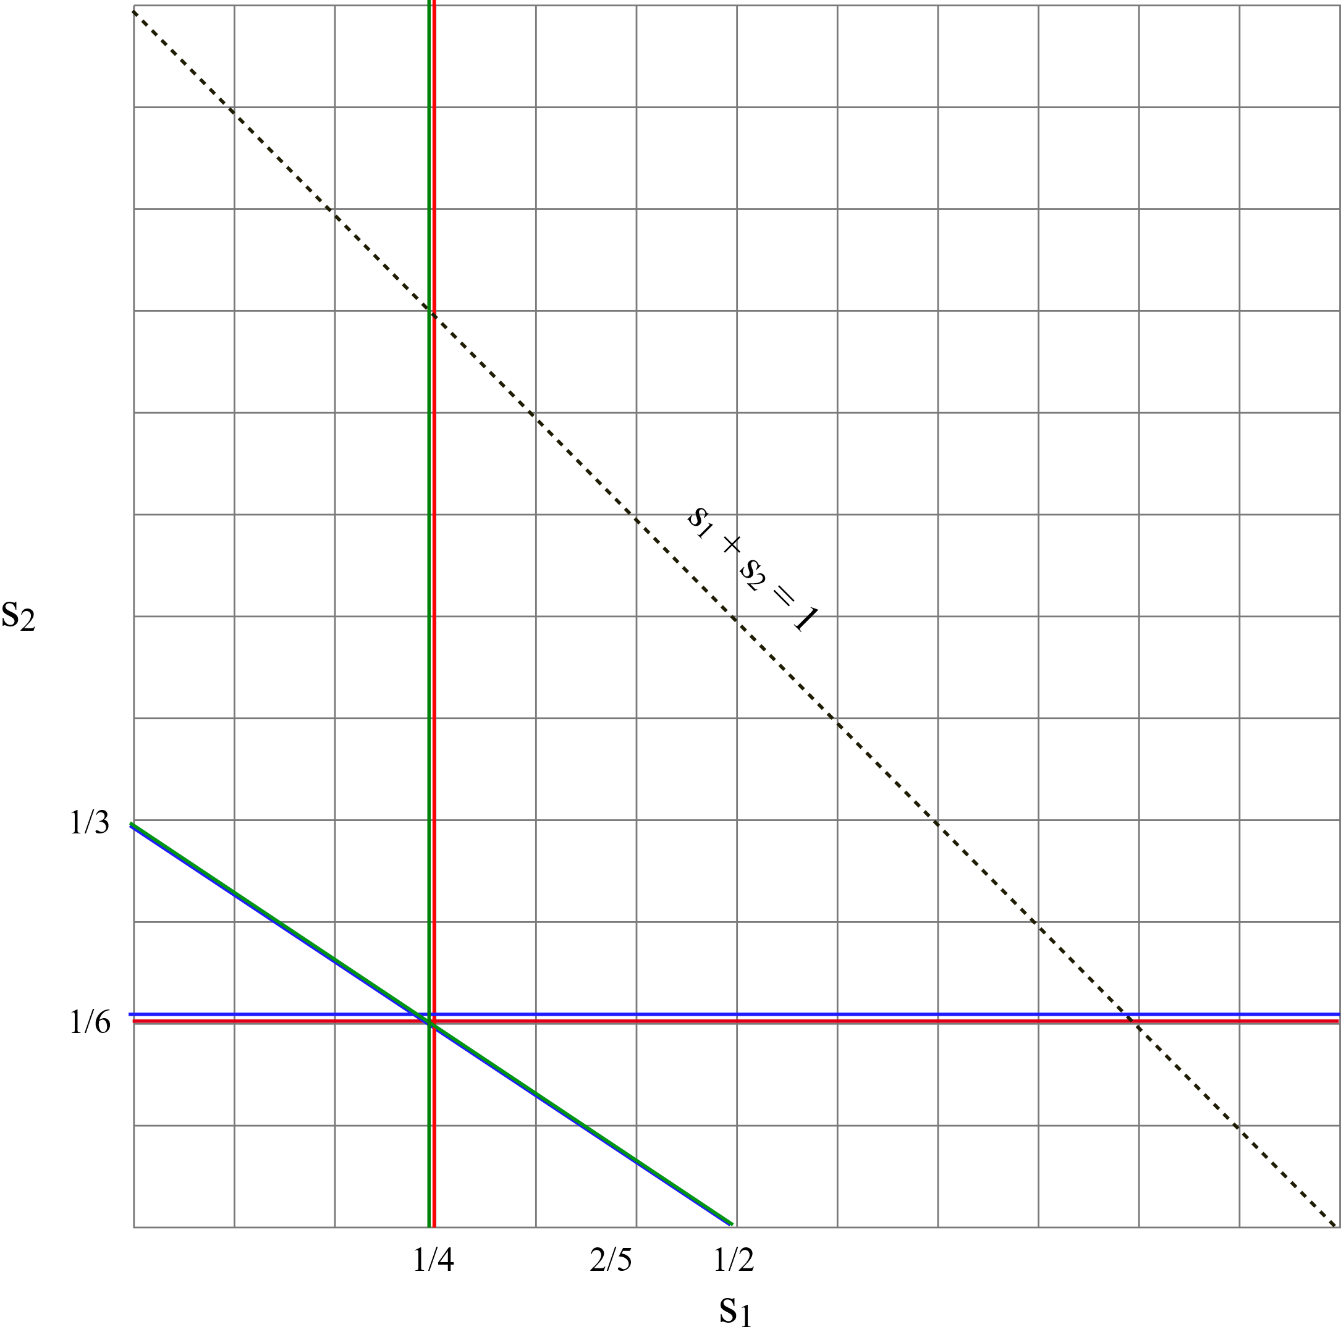 s₁ + s₂ = 1
s₂
1/3
1/6
1/4 2/5 1/2
s₁